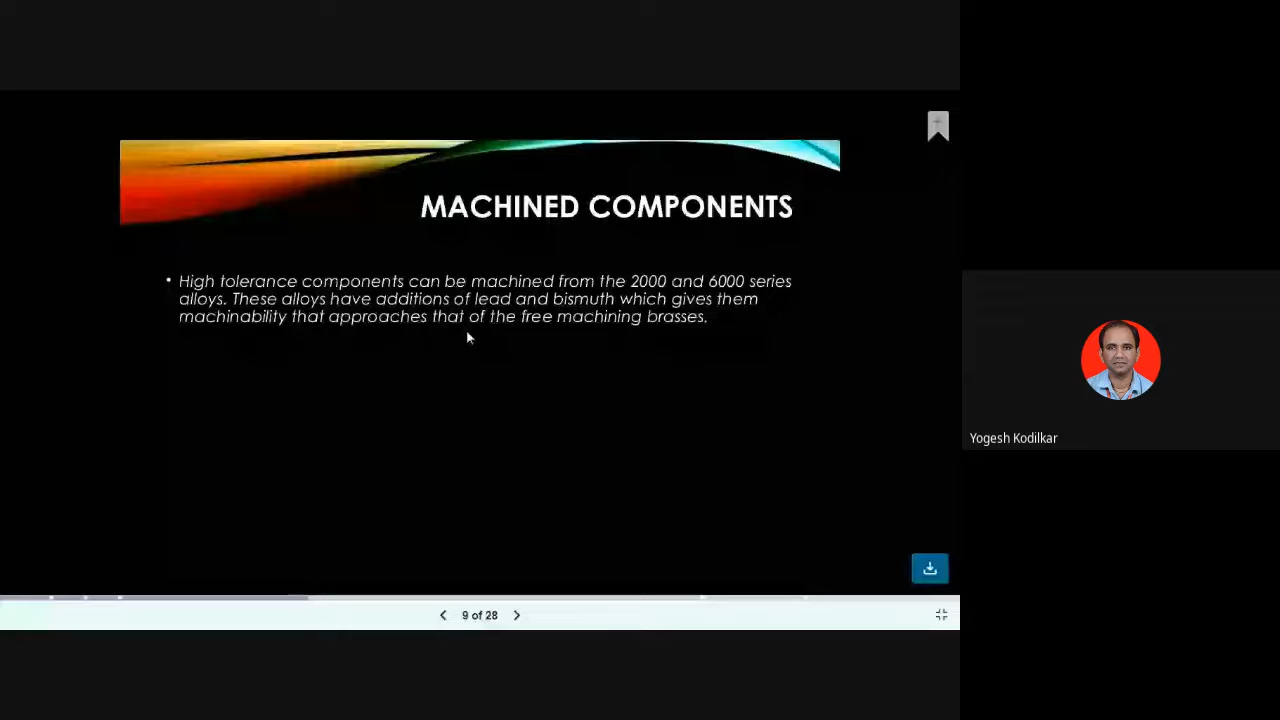 MACHINED COMPONENTS
• High tolerance components can be machined from the 2000 and 6000 series
alloys. These alloys have additions of lead and bismuth which gives them
machinability that approaches that of the free machining brasses.
Yogesh Kodilkar
9 of 28